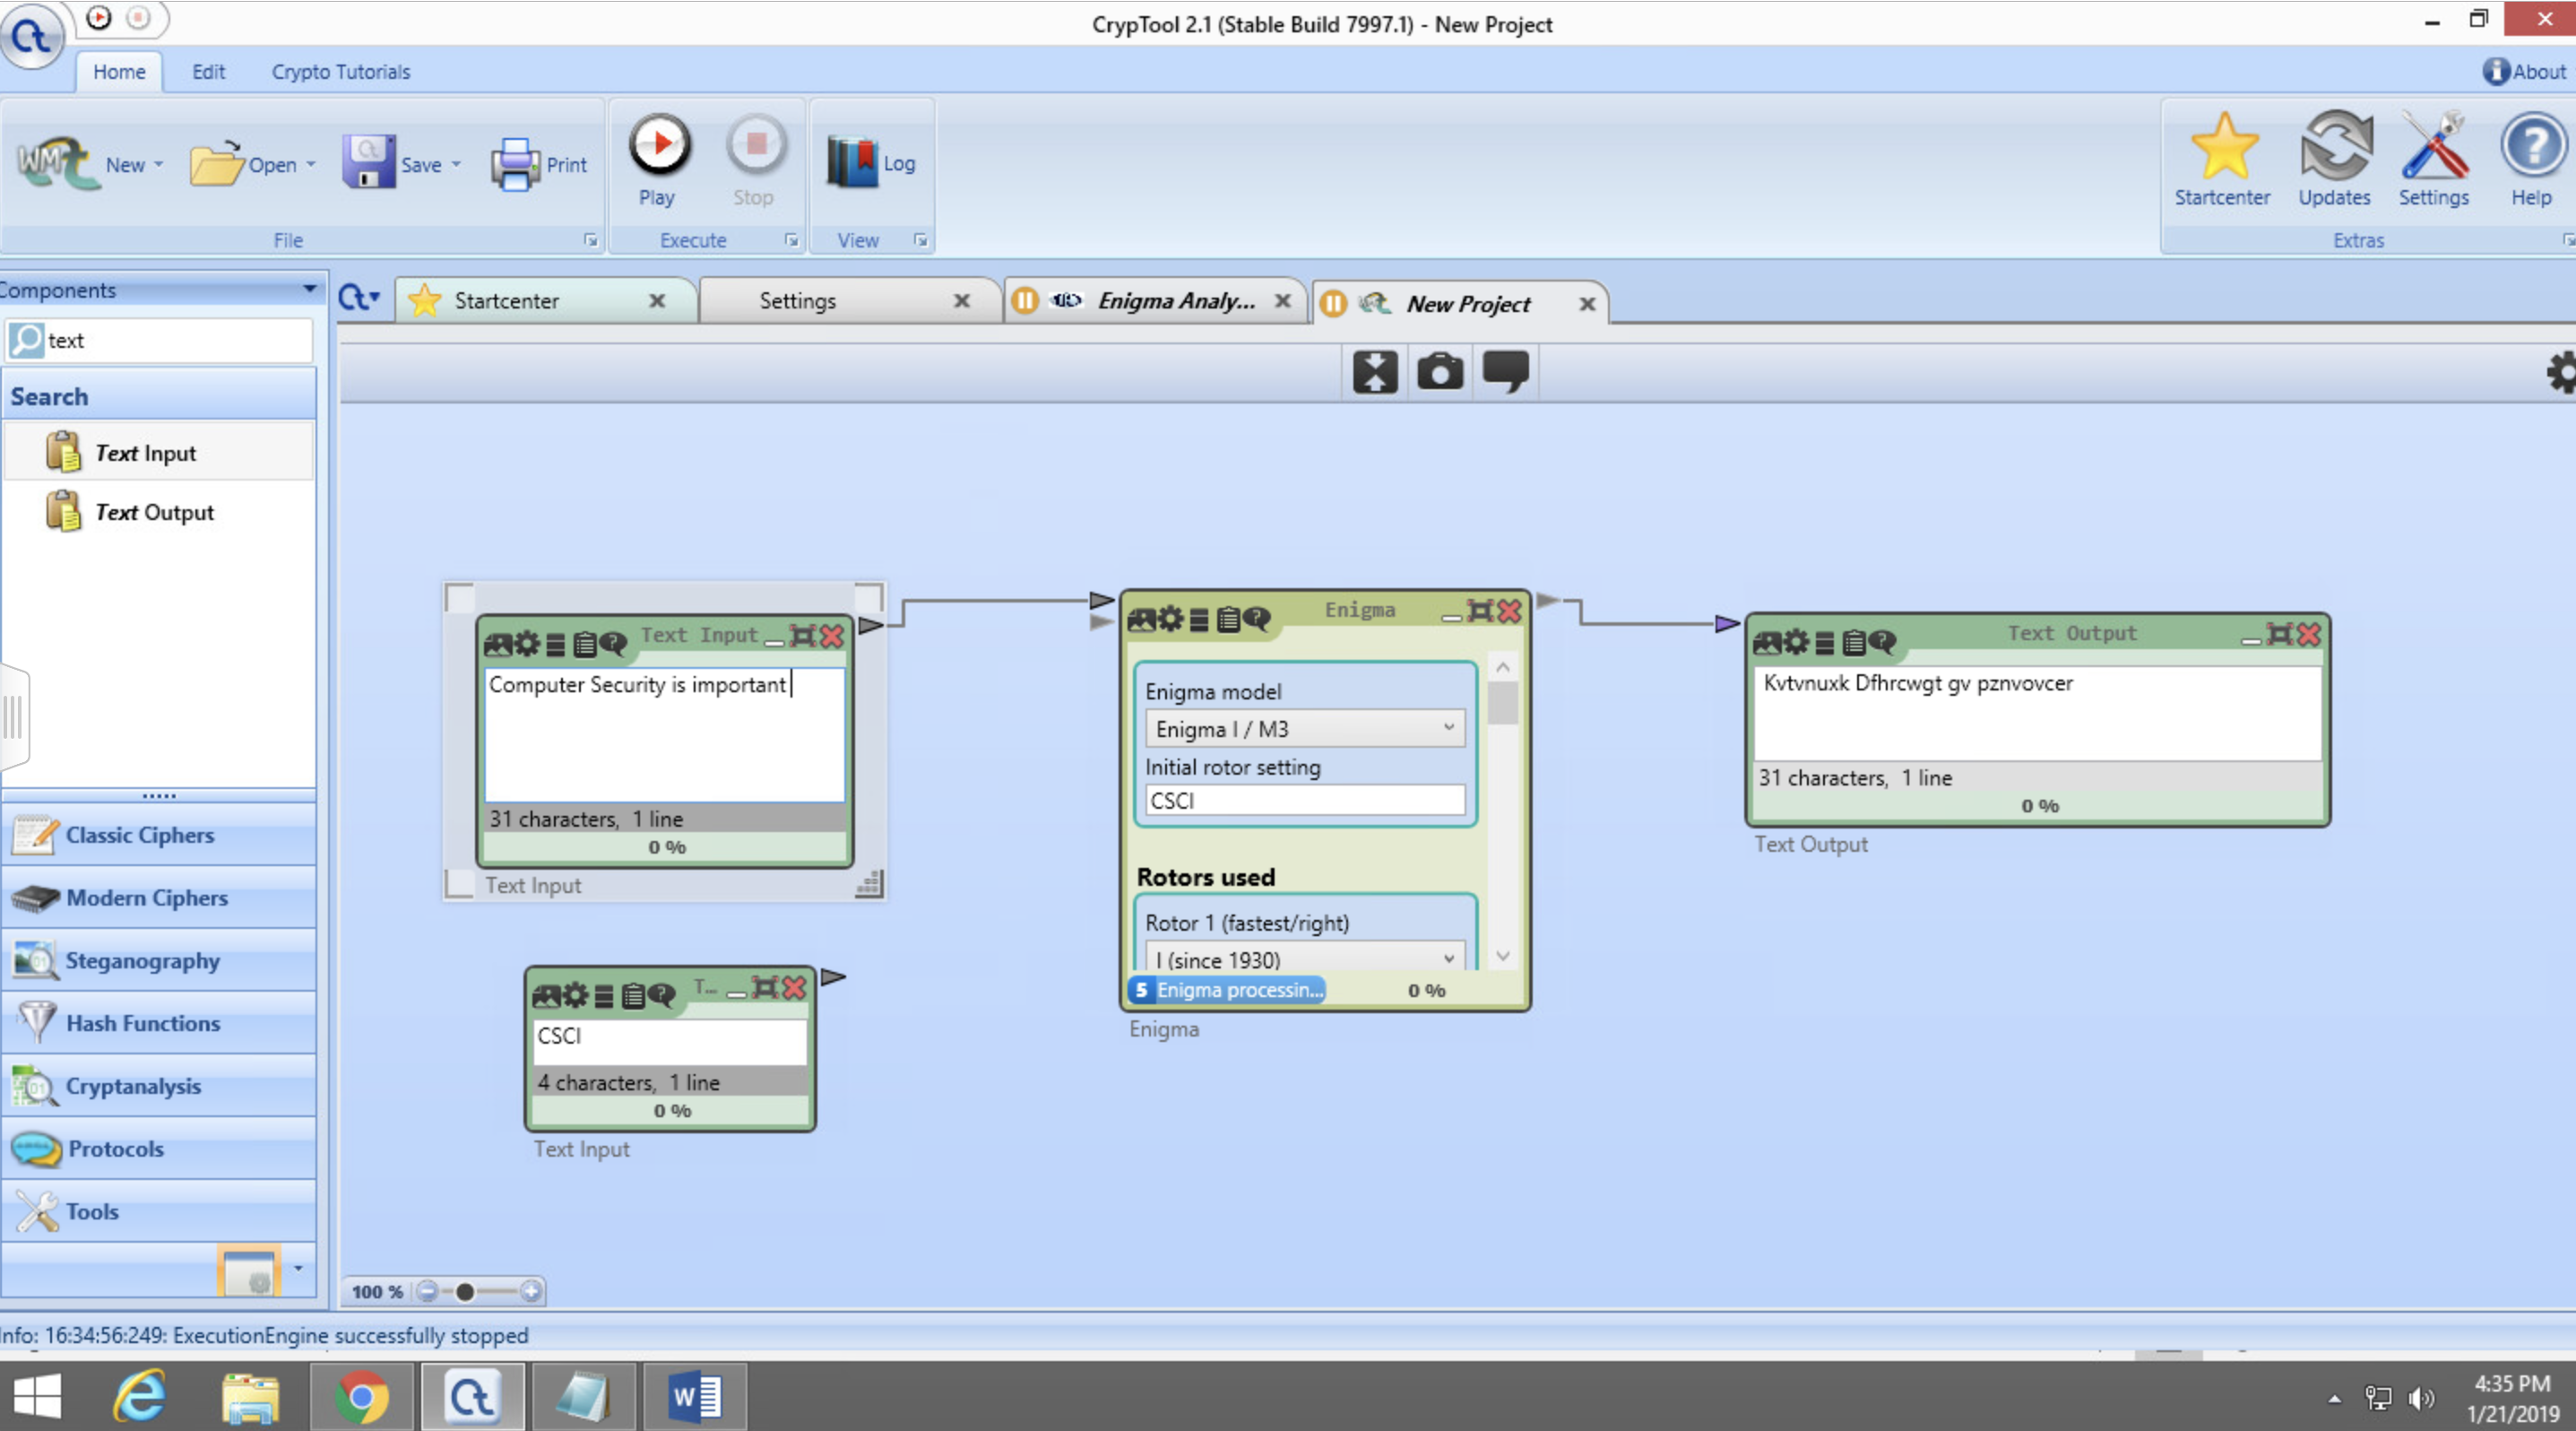 CrypTool 2.1 (Stable Build 7997.1) - New Project
Home Edit Crypto Tutorials About
New Open Save Print Play Stop Log Startcenter Updates Settings Help
File Execute View Extras
Components
Startcenter Settings Enigma Analy... New Project
text
Search
Text Input
Text Output
Classic Ciphers
Modern Ciphers
Steganography
Hash Functions
Cryptanalysis
Protocols
Tools
Text Input
Computer Security is important
31 characters, 1 line
0 %
Text Input
T...
CSCI
4 characters, 1 line
0 %
Text Input
Enigma
Enigma model
Enigma I / M3
Initial rotor setting
CSCI
Rotors used
Rotor 1 (fastest/right)
I (since 1930)
5 Enigma processin... 0 %
Enigma
Text Output
Kvtvnuxk Dfhrcwgt gv pznvovcer
31 characters, 1 line
0 %
Text Output
100 %
Info: 16:34:56:249: ExecutionEngine successfully stopped
4:35 PM
1/21/2019